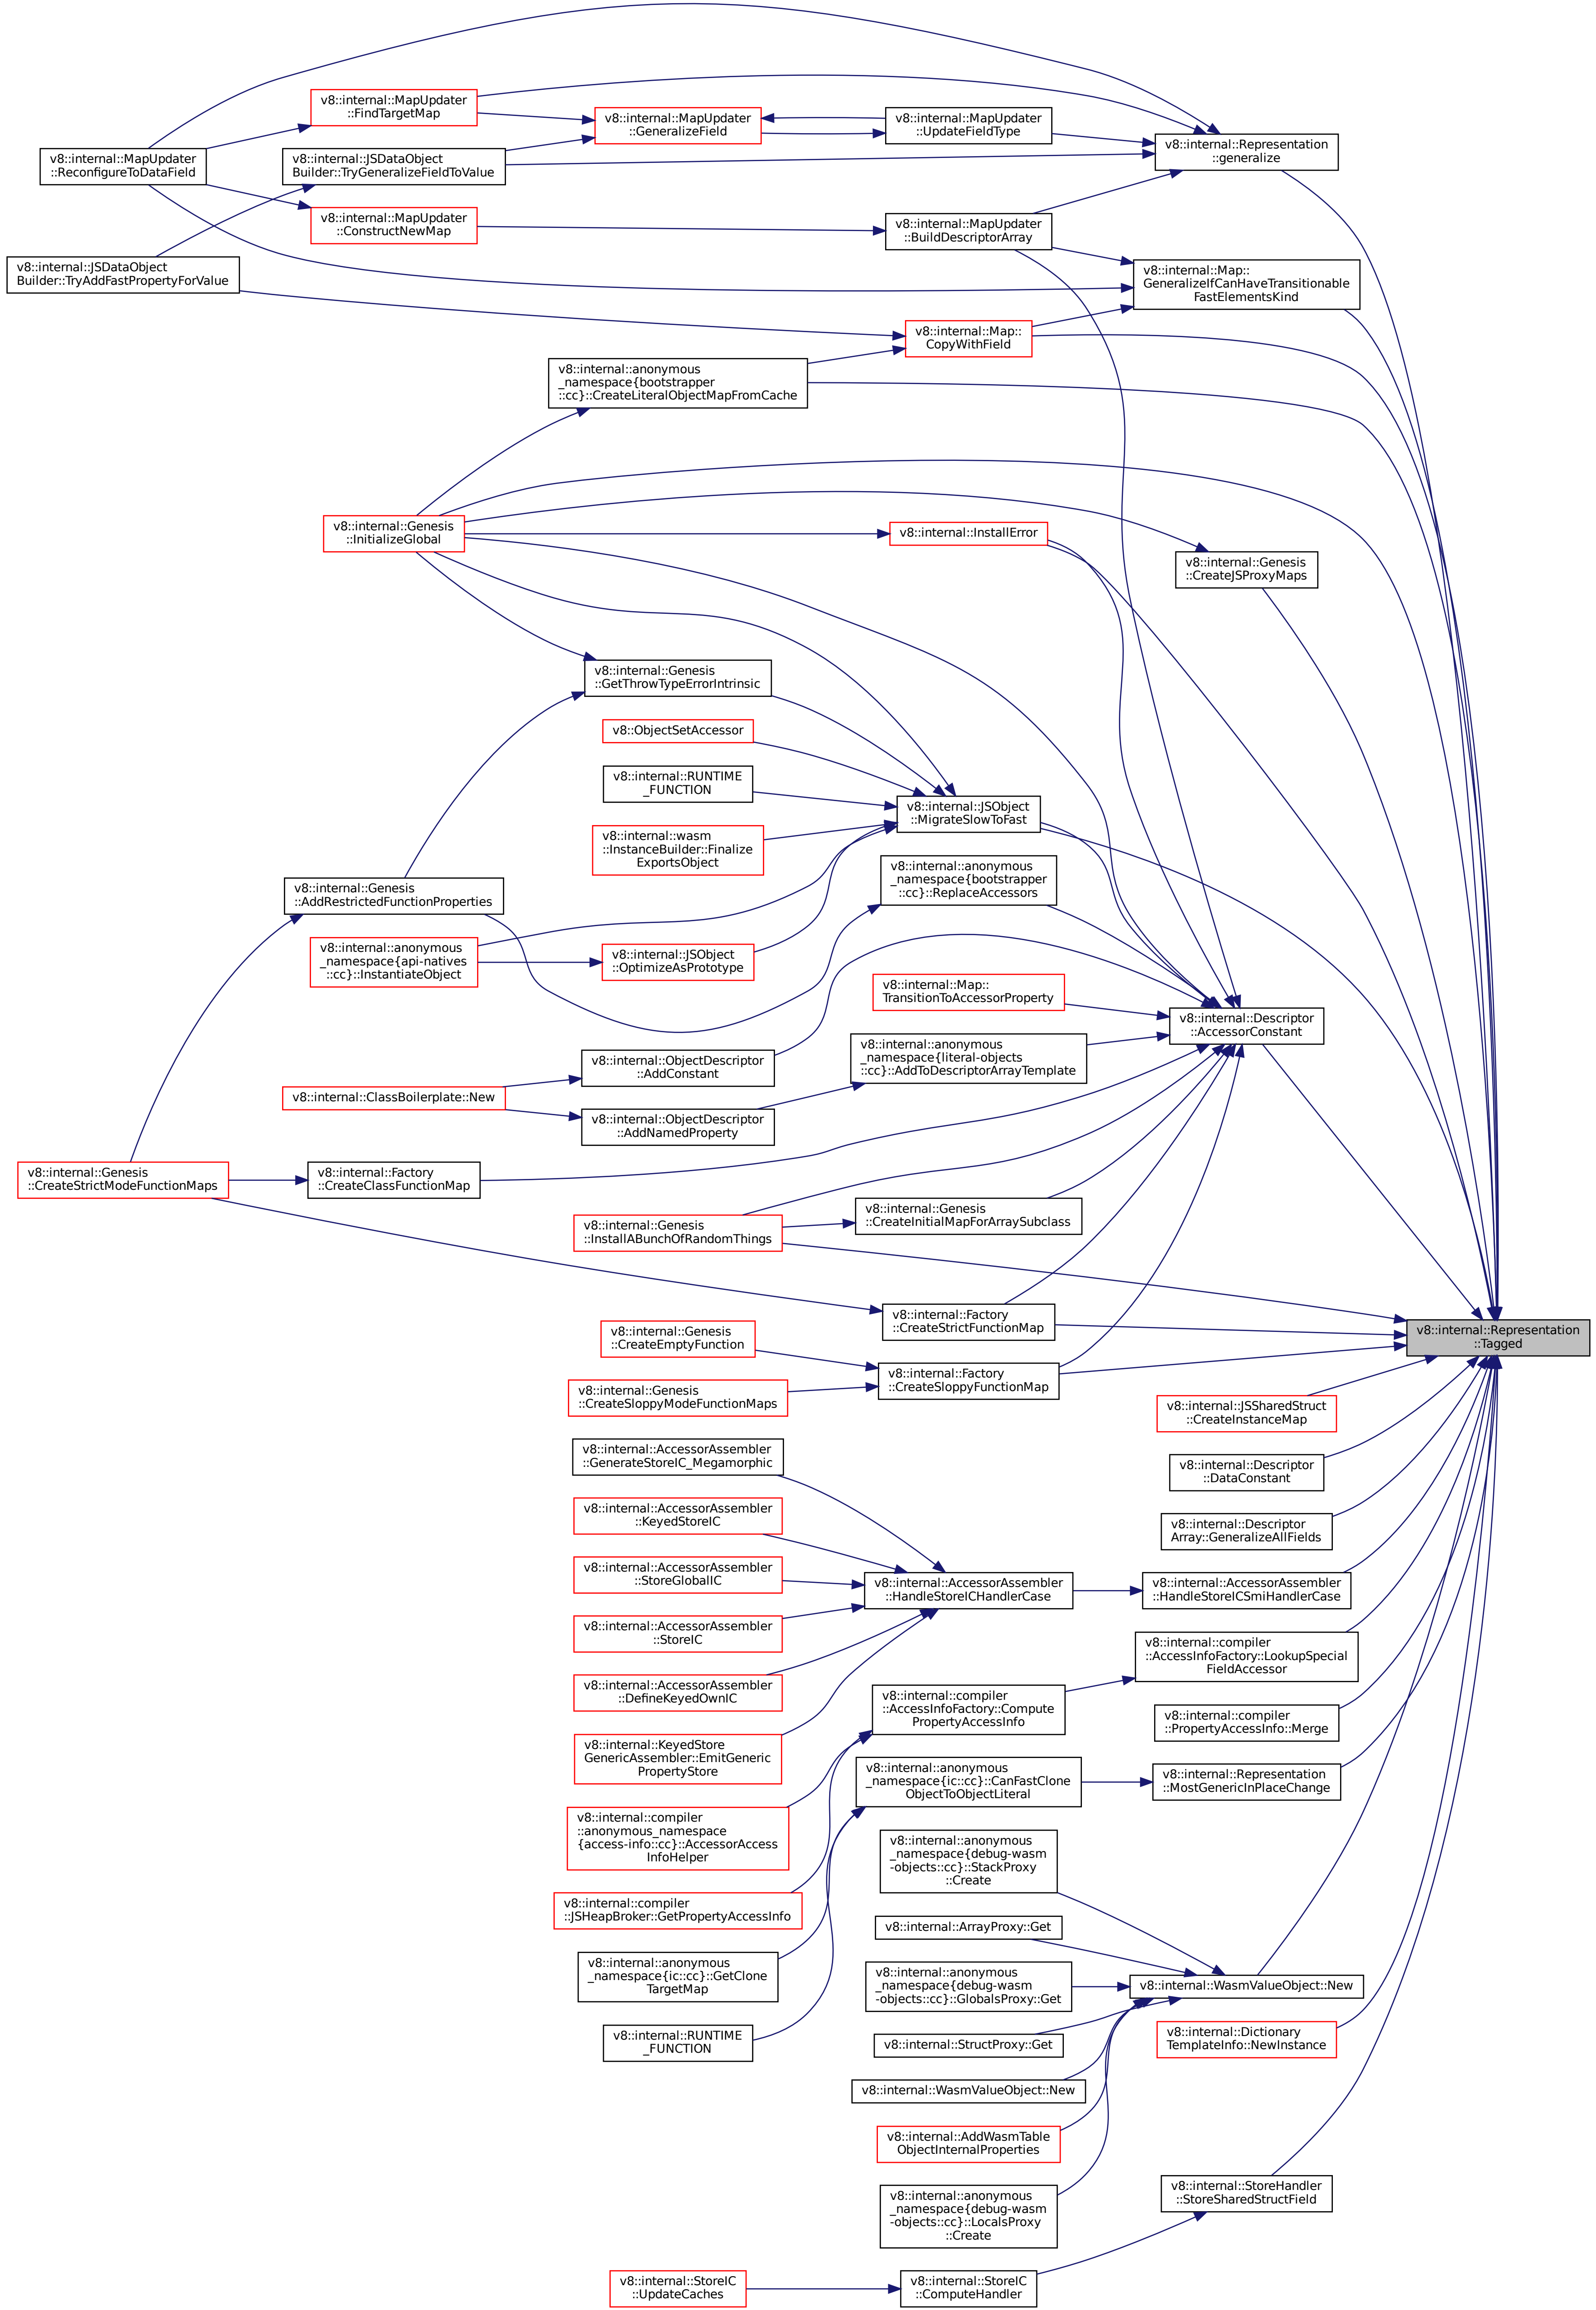 v8::internal::MapUpdater
::FindTargetMap
v8::internal::MapUpdater
::GeneralizeField
v8::internal::MapUpdater
::UpdateFieldType
v8::internal::Representation
::generalize
v8::internal::MapUpdater
::ReconfigureToDataField
v8::internal::JSDataObject
Builder::TryGeneralizeFieldToValue
v8::internal::MapUpdater
::ConstructNewMap
v8::internal::MapUpdater
::BuildDescriptorArray
v8::internal::JSDataObject
Builder::TryAddFastPropertyForValue
v8::internal::Map::
GeneralizeIfCanHaveTransitionable
FastElementsKind
v8::internal::Map::
CopyWithField
v8::internal::anonymous
_namespace{bootstrapper
::cc}::CreateLiteralObjectMapFromCache
v8::internal::Genesis
::InitializeGlobal
v8::internal::InstallError
v8::internal::Genesis
::CreateJSProxyMaps
v8::internal::Genesis
::GetThrowTypeErrorIntrinsic
v8::ObjectSetAccessor
v8::internal::RUNTIME
_FUNCTION
v8::internal::JSObject
::MigrateSlowToFast
v8::internal::wasm
::InstanceBuilder::Finalize
ExportsObject
v8::internal::anonymous
_namespace{bootstrapper
::cc}::ReplaceAccessors
v8::internal::Genesis
::AddRestrictedFunctionProperties
v8::internal::anonymous
_namespace{api-natives
::cc}::InstantiateObject
v8::internal::JSObject
::OptimizeAsPrototype
v8::internal::Map::
TransitionToAccessorProperty
v8::internal::Descriptor
::AccessorConstant
v8::internal::anonymous
_namespace{literal-objects
::cc}::AddToDescriptorArrayTemplate
v8::internal::ObjectDescriptor
::AddConstant
v8::internal::ClassBoilerplate::New
v8::internal::ObjectDescriptor
::AddNamedProperty
v8::internal::Genesis
::CreateStrictModeFunctionMaps
v8::internal::Factory
::CreateClassFunctionMap
v8::internal::Genesis
::CreateInitialMapForArraySubclass
v8::internal::Genesis
::InstallABunchOfRandomThings
v8::internal::Factory
::CreateStrictFunctionMap
v8::internal::Representation
::Tagged
v8::internal::Genesis
::CreateEmptyFunction
v8::internal::Factory
::CreateSloppyFunctionMap
v8::internal::Genesis
::CreateSloppyModeFunctionMaps
v8::internal::JSSharedStruct
::CreateInstanceMap
v8::internal::AccessorAssembler
::GenerateStoreIC_Megamorphic
v8::internal::Descriptor
::DataConstant
v8::internal::AccessorAssembler
::KeyedStoreIC
v8::internal::Descriptor
Array::GeneralizeAllFields
v8::internal::AccessorAssembler
::StoreGlobalIC
v8::internal::AccessorAssembler
::HandleStoreICHandlerCase
v8::internal::AccessorAssembler
::HandleStoreICSmiHandlerCase
v8::internal::AccessorAssembler
::StoreIC
v8::internal::compiler
::AccessInfoFactory::LookupSpecial
FieldAccessor
v8::internal::AccessorAssembler
::DefineKeyedOwnIC
v8::internal::compiler
::AccessInfoFactory::Compute
PropertyAccessInfo
v8::internal::compiler
::PropertyAccessInfo::Merge
v8::internal::KeyedStore
GenericAssembler::EmitGeneric
PropertyStore
v8::internal::anonymous
_namespace{ic::cc}::CanFastClone
ObjectToObjectLiteral
v8::internal::Representation
::MostGenericInPlaceChange
v8::internal::compiler
::anonymous_namespace
{access-info::cc}::AccessorAccess
InfoHelper
v8::internal::anonymous
_namespace{debug-wasm
-objects::cc}::StackProxy
::Create
v8::internal::compiler
::JSHeapBroker::GetPropertyAccessInfo
v8::internal::ArrayProxy::Get
v8::internal::anonymous
_namespace{ic::cc}::GetClone
TargetMap
v8::internal::anonymous
_namespace{debug-wasm
-objects::cc}::GlobalsProxy::Get
v8::internal::WasmValueObject::New
v8::internal::RUNTIME
_FUNCTION
v8::internal::StructProxy::Get
v8::internal::Dictionary
TemplateInfo::NewInstance
v8::internal::WasmValueObject::New
v8::internal::AddWasmTable
ObjectInternalProperties
v8::internal::anonymous
_namespace{debug-wasm
-objects::cc}::LocalsProxy
::Create
v8::internal::StoreHandler
::StoreSharedStructField
v8::internal::StoreIC
::UpdateCaches
v8::internal::StoreIC
::ComputeHandler